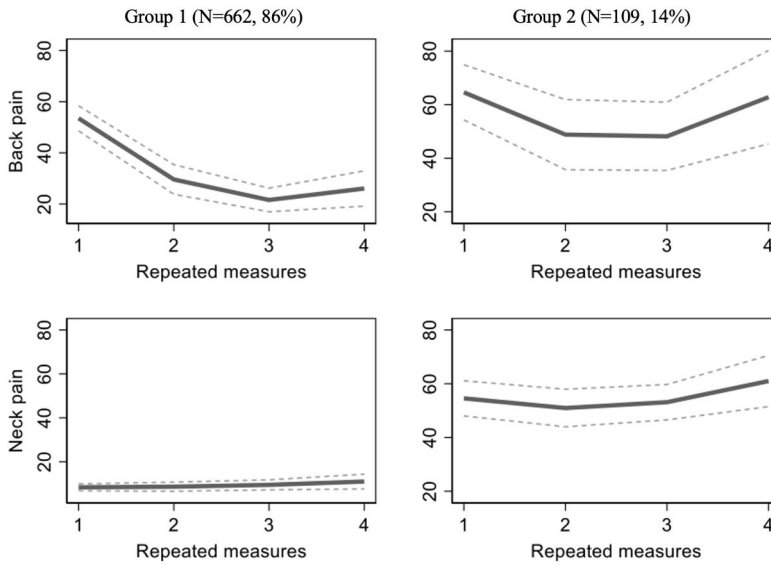 Group 1 (N=662, 86%)
Group 2 (N=109, 14%)
Back pain
80
60
40
20
1 2 3 4
Repeated measures
80
60
40
20
1 2 3 4
Repeated measures
Neck pain
80
60
40
20
1 2 3 4
Repeated measures
80
60
40
20
1 2 3 4
Repeated measures